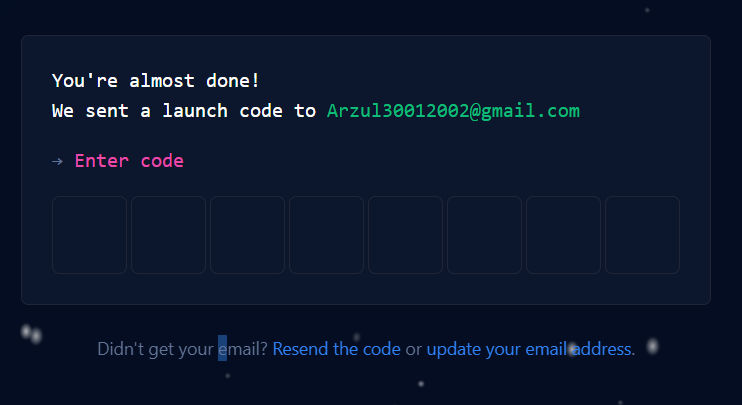 You're almost done!
We sent a launch code to Arzul30012002@gmail.com
→ Enter code
Didn't get your email? Resend the code or update your email address.